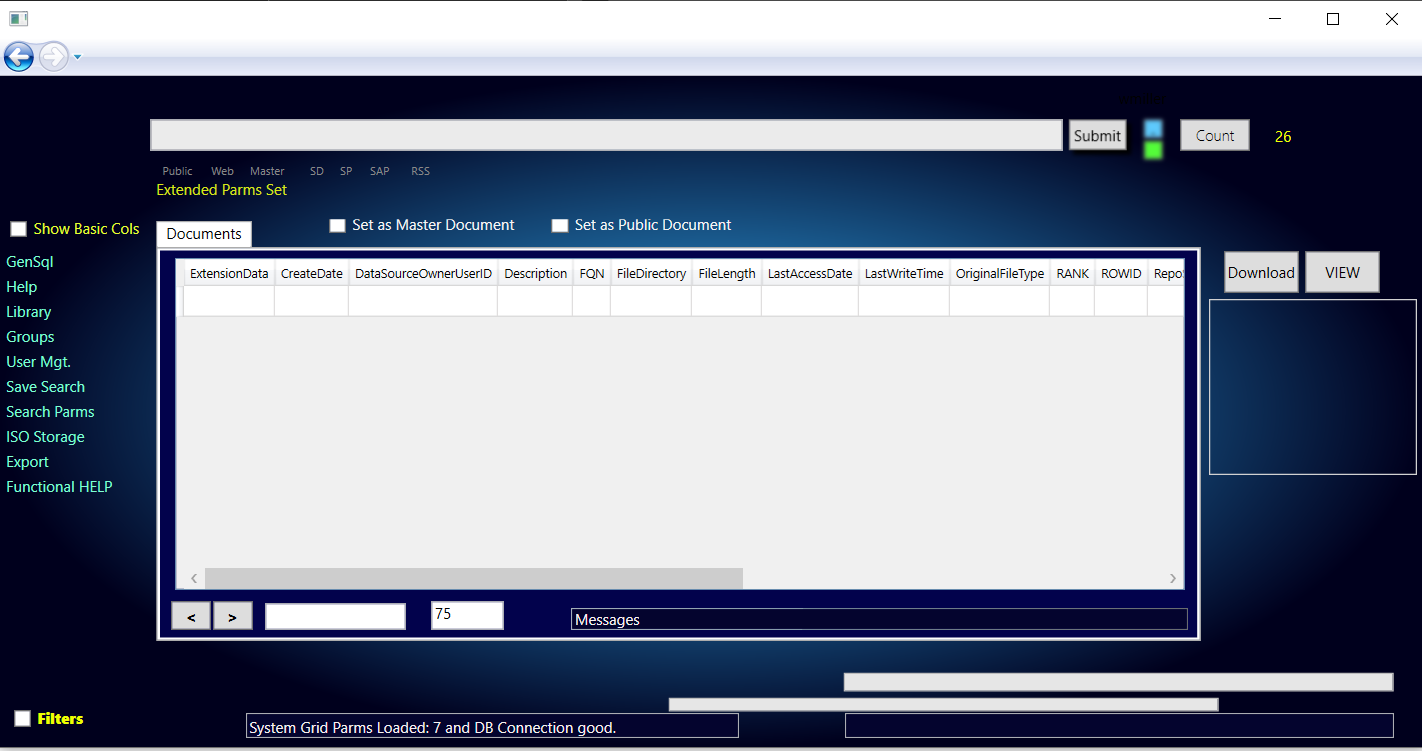 Submit
Count
26
Public Web Master SD SP SAP RSS
Extended Parms Set
Show Basic Cols
Documents
Set as Master Document
Set as Public Document
GenSql
Help
Library
Groups
User Mgt.
Save Search
Search Parms
ISO Storage
Export
Functional HELP
ExtensionData CreateDate DataSourceOwnerUserID Description FQN FileDirectory FileLength LastAccessDate LastWriteTime OriginalFileType RANK ROWID
Download
VIEW
<
>
75
Messages
Filters
System Grid Parms Loaded: 7 and DB Connection good.